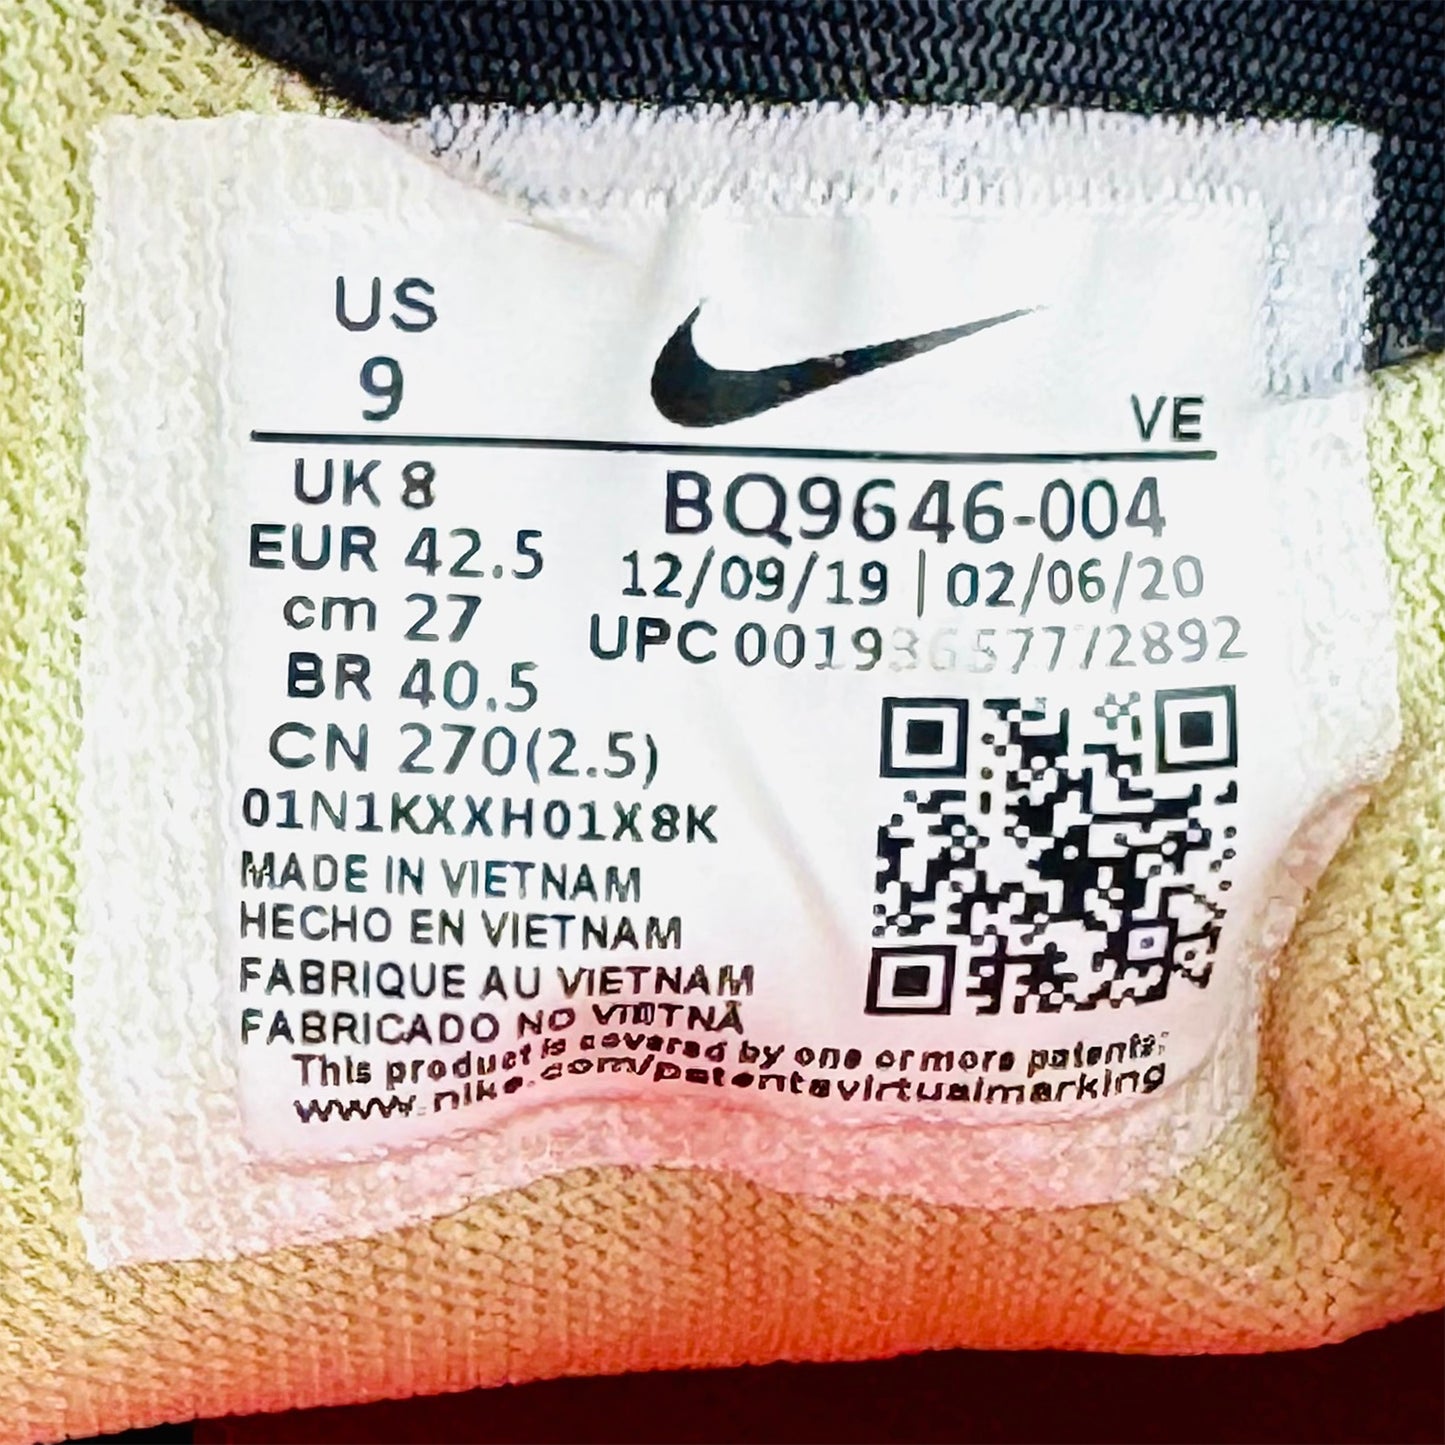 US
9
VE
UK 8
BQ9646-004
EUR 42.5
12/09/19 | 02/06/20
cm 27
UPC
BR 40.5
CN 270(2.5)
01N1KXXH01X8K
MADE IN VIETNAM
HECHO EN VIETNAM
FABRIQUE AU VIETNAM
FABRICADO NO
This product is covered by one or more patents:
www.nike.com/patentsvirtualmarking